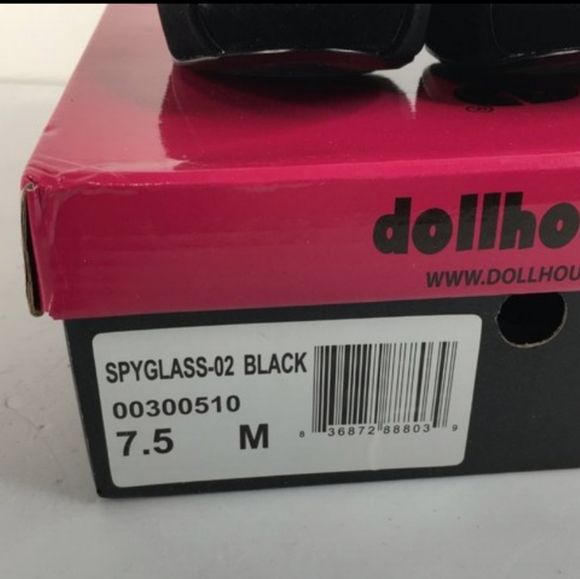 dollho
WWW.DOLLHOU
SPYGLASS-02 BLACK
00300510
7.5 M
8 36872 88803 9